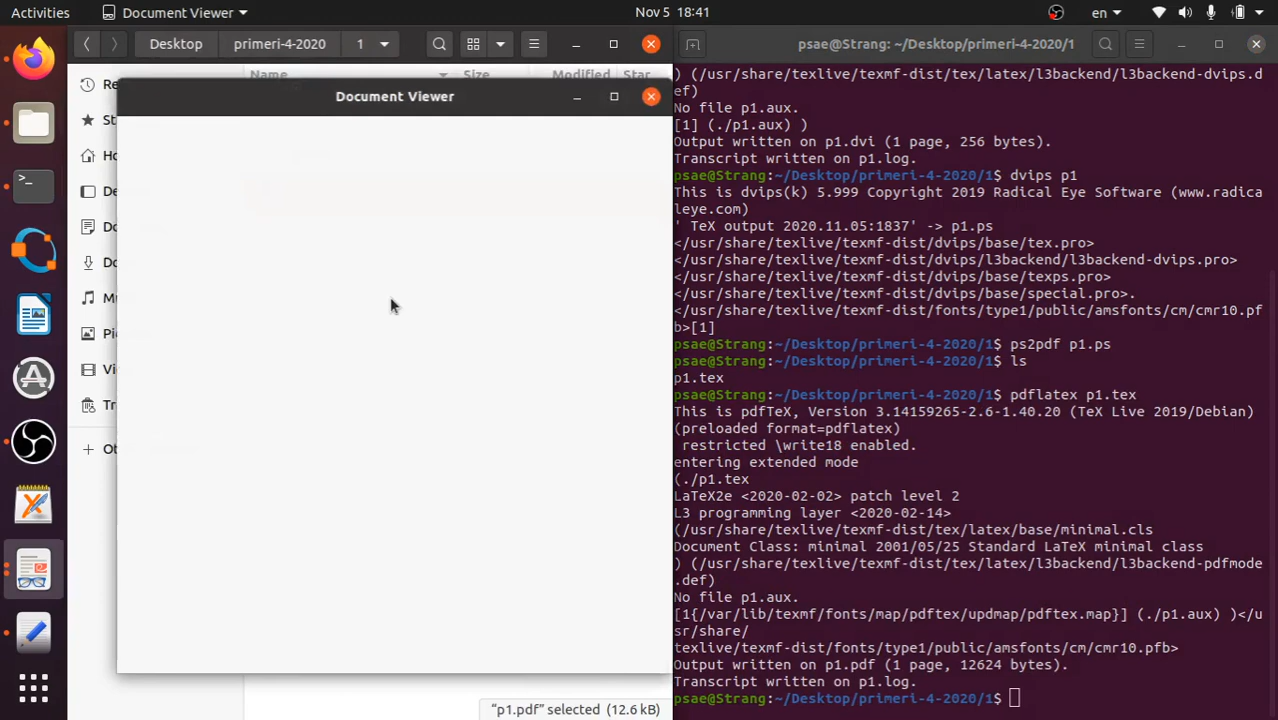 Activities
Document Viewer
Nov 5 18:41
en
Desktop
primeri-4-2020
1
Name
Size
Modified
Star
Re
St
Ho
De
Do
Do
Mu
Pic
Vi
Tr
Ot
Document Viewer
"p1.pdf" selected (12.6 kB)
psae@Strang: ~/Desktop/primeri-4-2020/1
) (/usr/share/texlive/texmf-dist/tex/latex/l3backend/l3backend-dvips.d
ef)
No file p1.aux.
[1] (./p1.aux) )
Output written on p1.dvi (1 page, 256 bytes).
Transcript written on p1.log.
psae@Strang:~/Desktop/primeri-4-2020/1$ dvips p1
This is dvips(k) 5.999 Copyright 2019 Radical Eye Software (www.radica
leye.com)
' TeX output 2020.11.05:1837' -> p1.ps
</usr/share/texlive/texmf-dist/dvips/base/tex.pro>
</usr/share/texlive/texmf-dist/dvips/l3backend/l3backend-dvips.pro>
</usr/share/texlive/texmf-dist/dvips/base/texps.pro>
</usr/share/texlive/texmf-dist/dvips/base/special.pro>.
</usr/share/texlive/texmf-dist/fonts/type1/public/amsfonts/cm/cmr10.pf
b>[1]
psae@Strang:~/Desktop/primeri-4-2020/1$ ps2pdf p1.ps
psae@Strang:~/Desktop/primeri-4-2020/1$ ls
p1.tex
psae@Strang:~/Desktop/primeri-4-2020/1$ pdflatex p1.tex
This is pdfTeX, Version 3.14159265-2.6-1.40.20 (TeX Live 2019/Debian)
(preloaded format=pdflatex)
restricted \write18 enabled.
entering extended mode
(./p1.tex
LaTeX2e <2020-02-02> patch level 2
L3 programming layer <2020-02-14>
(/usr/share/texlive/texmf-dist/tex/latex/base/minimal.cls
Document Class: minimal 2001/05/25 Standard LaTeX minimal class
) (/usr/share/texlive/texmf-dist/tex/latex/l3backend/l3backend-pdfmode
.def)
No file p1.aux.
[1{/var/lib/texmf/fonts/map/pdftex/updmap/pdftex.map}] (./p1.aux) )</u
sr/share/
texlive/texmf-dist/fonts/type1/public/amsfonts/cm/cmr10.pfb>
Output written on p1.pdf (1 page, 12624 bytes).
Transcript written on p1.log.
psae@Strang:~/Desktop/primeri-4-2020/1$